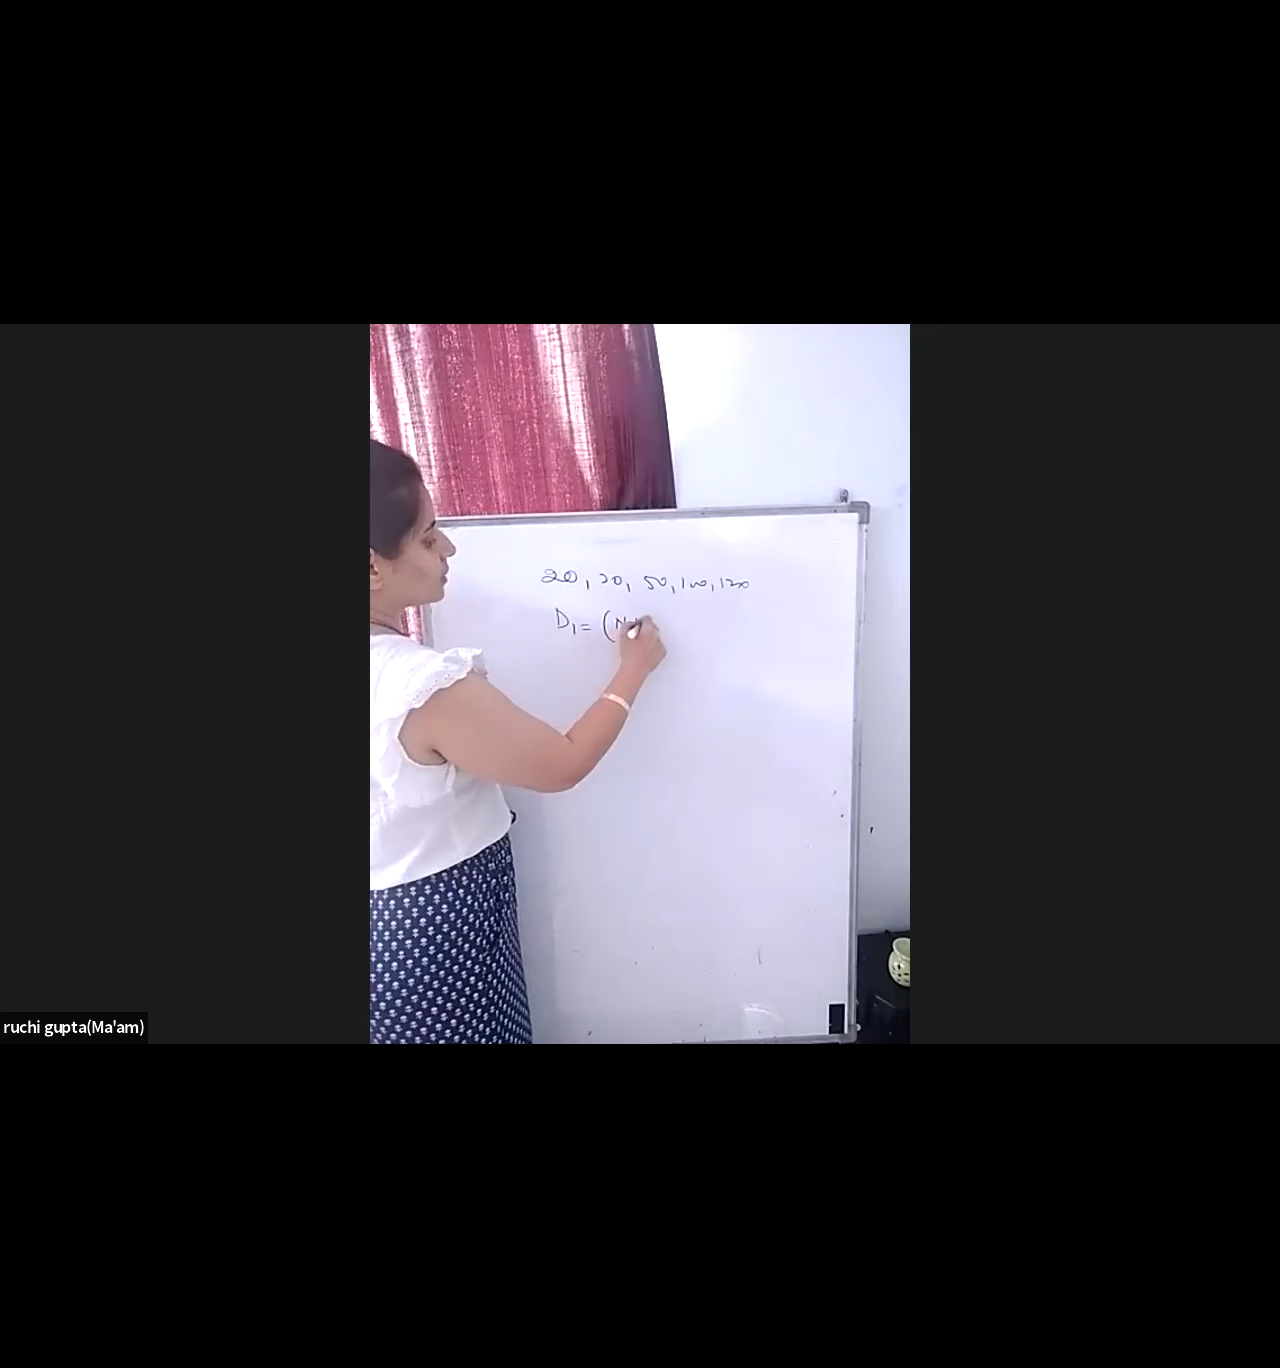 20, 30, 50, 100, 120
D1 = (N+
ruchi gupta(Ma'am)